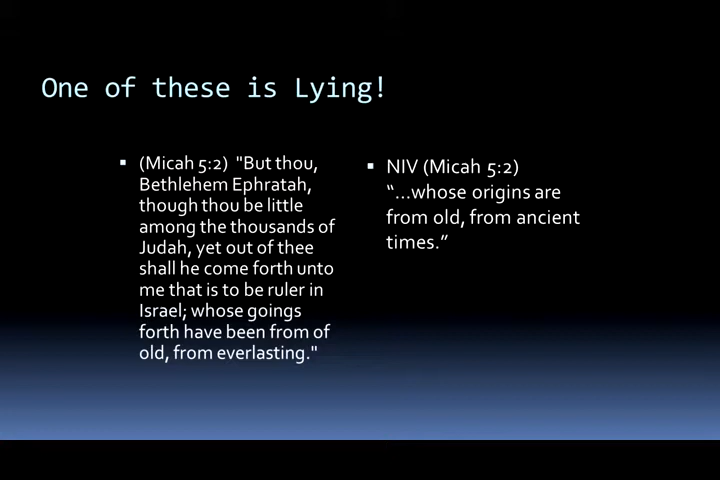 One of these is Lying!
▪ (Micah 5:2) "But thou,
Bethlehem Ephratah,
though thou be little
among the thousands of
Judah, yet out of thee
shall he come forth unto
me that is to be ruler in
Israel; whose goings
forth have been from of
old, from everlasting."
▪ NIV (Micah 5:2)
“…whose origins are
from old, from ancient
times.”